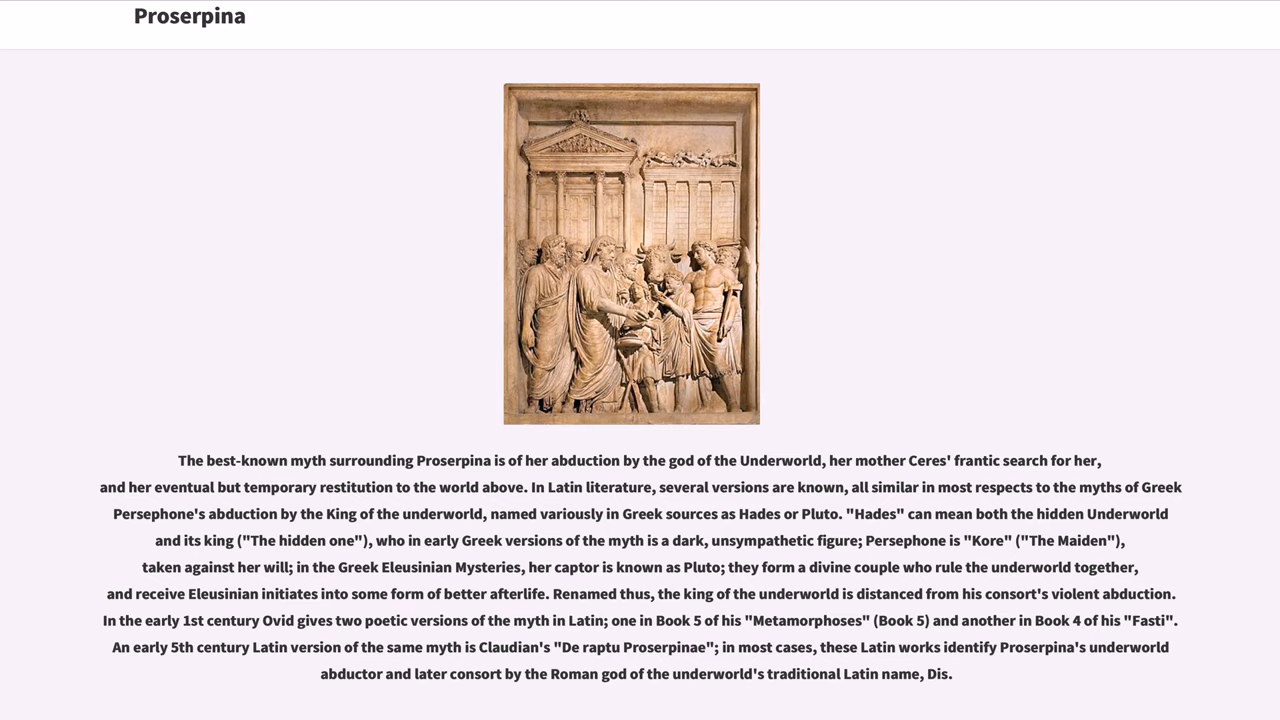 Proserpina
The best-known myth surrounding Proserpina is of her abduction by the god of the Underworld, her mother Ceres' frantic search for her,
and her eventual but temporary restitution to the world above. In Latin literature, several versions are known, all similar in most respects to the myths of Greek
Persephone's abduction by the King of the underworld, named variously in Greek sources as Hades or Pluto. "Hades" can mean both the hidden Underworld
and its king ("The hidden one"), who in early Greek versions of the myth is a dark, unsympathetic figure; Persephone is "Kore" ("The Maiden"),
taken against her will; in the Greek Eleusinian Mysteries, her captor is known as Pluto; they form a divine couple who rule the underworld together,
and receive Eleusinian initiates into some form of better afterlife. Renamed thus, the king of the underworld is distanced from his consort's violent abduction.
In the early 1st century Ovid gives two poetic versions of the myth in Latin; one in Book 5 of his "Metamorphoses" (Book 5) and another in Book 4 of his "Fasti".
An early 5th century Latin version of the same myth is Claudian's "De raptu Proserpinae"; in most cases, these Latin works identify Proserpina's underworld
abductor and later consort by the Roman god of the underworld's traditional Latin name, Dis.